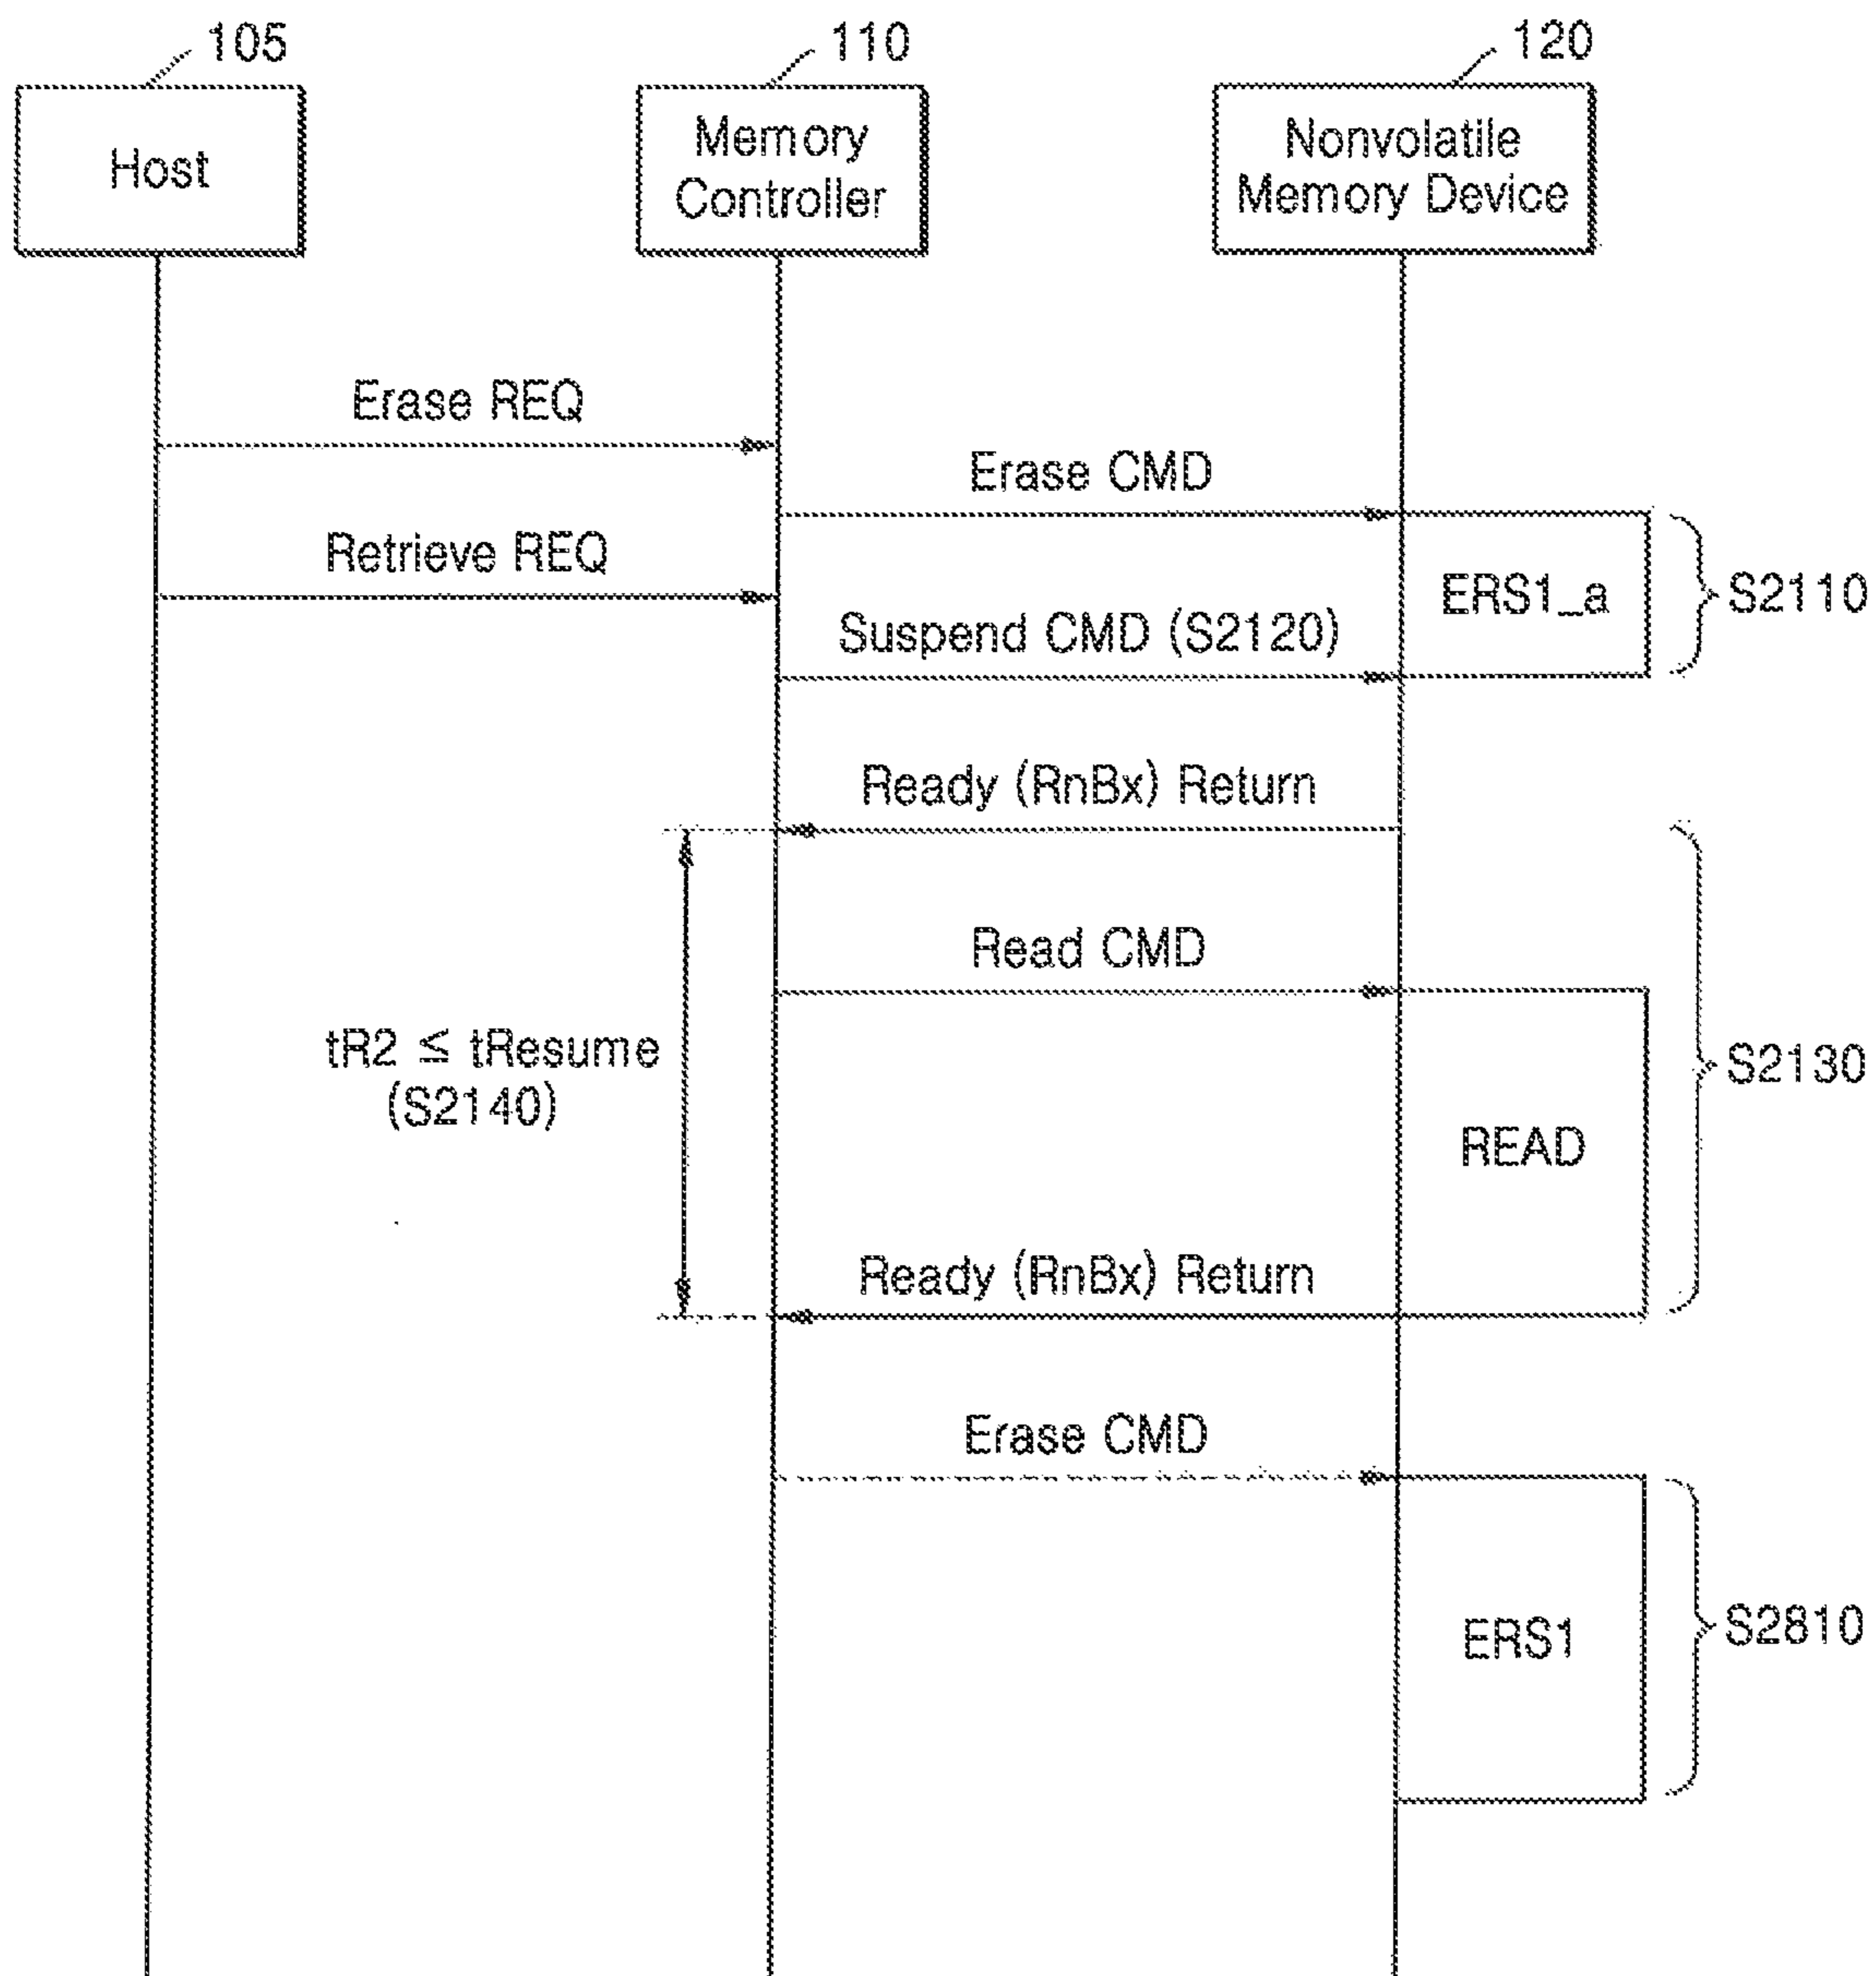 105
110
120
Host
Memory
Controller
Nonvolatile
Memory Device
Erase REQ
Erase CMD
Retrieve REQ
ERS1_a
S2110
Suspend CMD (S2120)
Ready (RnBx) Return
Read CMD
tR2 ≤ tResume
(S2140)
S2130
READ
Ready (RnBx) Return
Erase CMD
ERS1
S2810